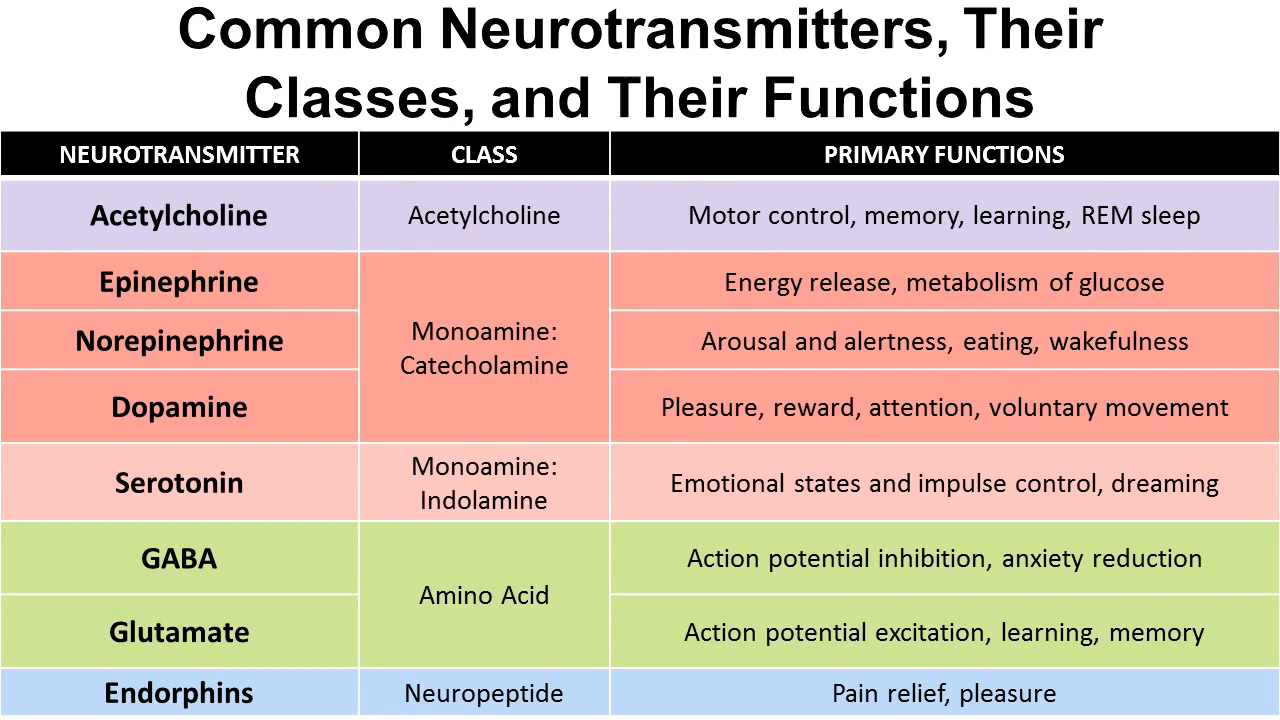 Common Neurotransmitters, Their
Classes, and Their Functions
NEUROTRANSMITTER CLASS PRIMARY FUNCTIONS
Acetylcholine Acetylcholine Motor control, memory, learning, REM sleep
Epinephrine Energy release, metabolism of glucose
Monoamine:
Catecholamine
Norepinephrine Arousal and alertness, eating, wakefulness
Dopamine Pleasure, reward, attention, voluntary movement
Serotonin Monoamine:
Indolamine Emotional states and impulse control, dreaming
GABA Action potential inhibition, anxiety reduction
Amino Acid
Glutamate Action potential excitation, learning, memory
Endorphins Neuropeptide Pain relief, pleasure